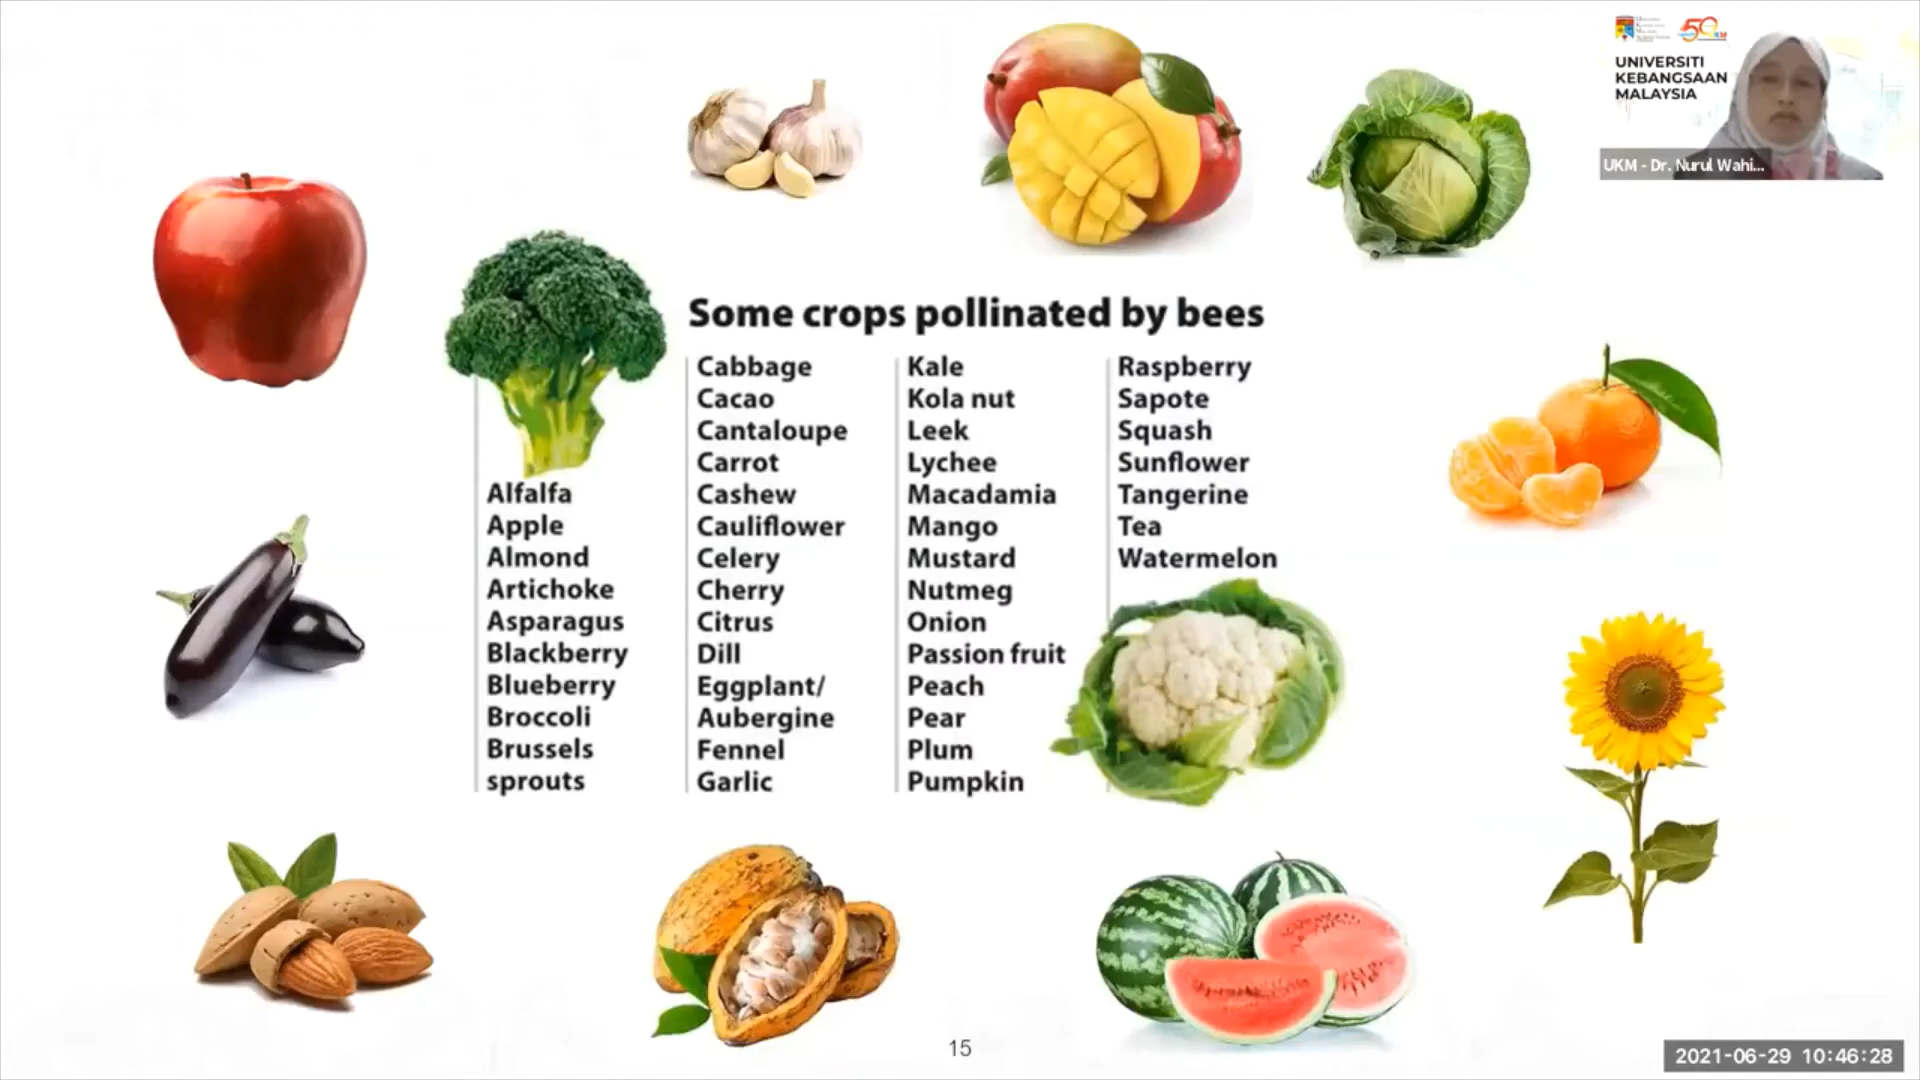 50
UNIVERSITI
KEBANGSAAN
MALAYSIA
UKM - Dr. Nurul Wahi...
Some crops pollinated by bees
Alfalfa
Apple
Almond
Artichoke
Asparagus
Blackberry
Blueberry
Broccoli
Brussels
sprouts
Cabbage
Cacao
Cantaloupe
Carrot
Cashew
Cauliflower
Celery
Cherry
Citrus
Dill
Eggplant/
Aubergine
Fennel
Garlic
Kale
Kola nut
Leek
Lychee
Macadamia
Mango
Mustard
Nutmeg
Onion
Passion fruit
Peach
Pear
Plum
Pumpkin
Raspberry
Sapote
Squash
Sunflower
Tangerine
Tea
Watermelon
15
2021-06-29 10:46:28